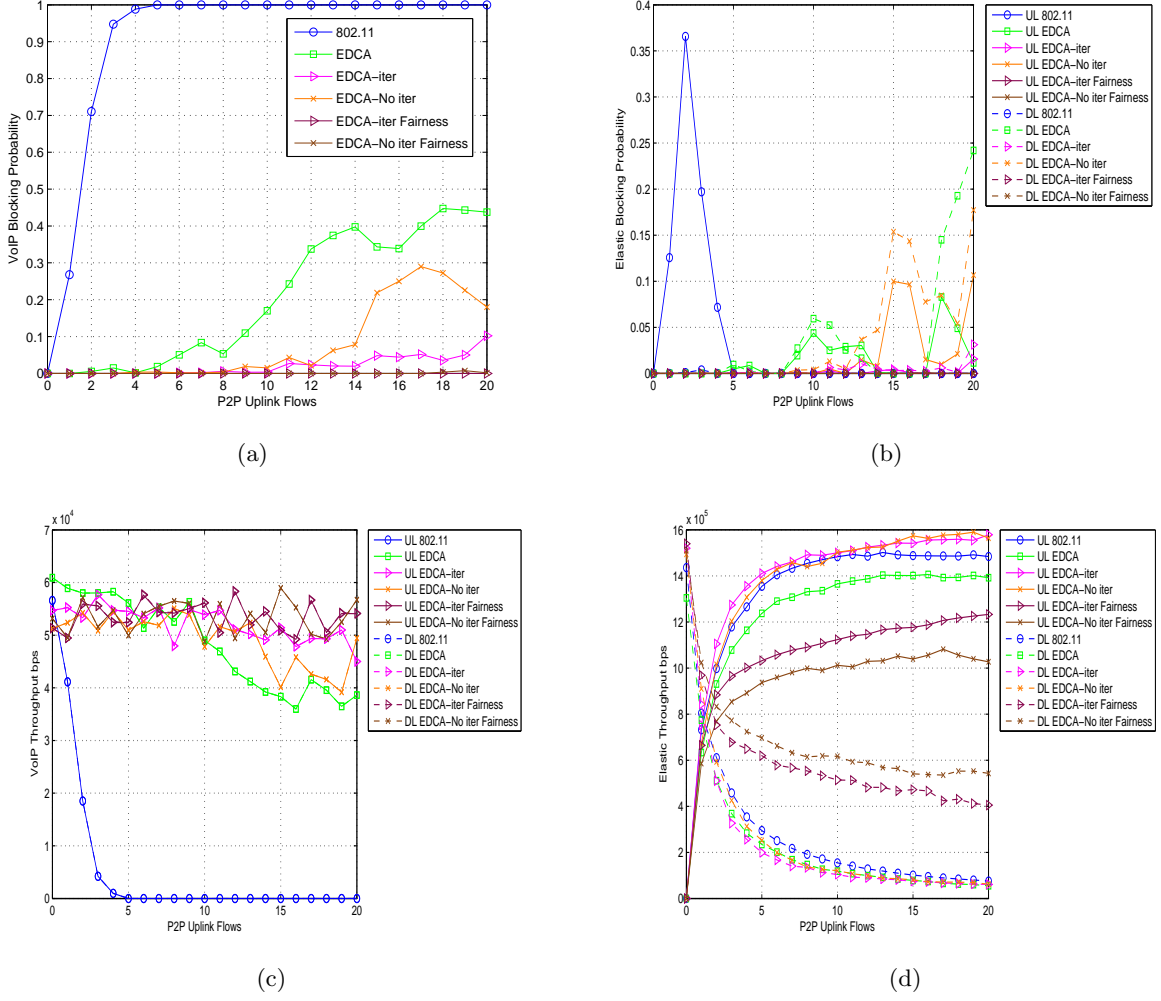 1
0.9
0.8
0.7
0.6
0.5
0.4
0.3
0.2
0.1
0
0 2 4 6 8 10 12 14 16 18 20
VoIP Blocking Probability
P2P Uplink Flows
802.11
EDCA
EDCA−iter
EDCA−No iter
EDCA−iter Fairness
EDCA−No iter Fairness
(a)
0.4
0.35
0.3
0.25
0.2
0.15
0.1
0.05
0
0 5 10 15 20
Elastic Blocking Probability
P2P Uplink Flows
UL 802.11
UL EDCA
UL EDCA−iter
UL EDCA−No iter
UL EDCA−iter Fairness
UL EDCA−No iter Fairness
DL 802.11
DL EDCA
DL EDCA−iter
DL EDCA−No iter
DL EDCA−iter Fairness
DL EDCA−No iter Fairness
(b)
x 10^4
7
6
5
4
3
2
1
0
0 5 10 15 20
VoIP Throughput bps
P2P Uplink Flows
UL 802.11
UL EDCA
UL EDCA−iter
UL EDCA−No iter
UL EDCA−iter Fairness
UL EDCA−No iter Fairness
DL 802.11
DL EDCA
DL EDCA−iter
DL EDCA−No iter
DL EDCA−iter Fairness
DL EDCA−No iter Fairness
(c)
x 10^5
16
14
12
10
8
6
4
2
0
0 5 10 15 20
Elastic Throughput bps
P2P Uplink Flows
UL 802.11
UL EDCA
UL EDCA−iter
UL EDCA−No iter
UL EDCA−iter Fairness
UL EDCA−No iter Fairness
DL 802.11
DL EDCA
DL EDCA−iter
DL EDCA−No iter
DL EDCA−iter Fairness
DL EDCA−No iter Fairness
(d)